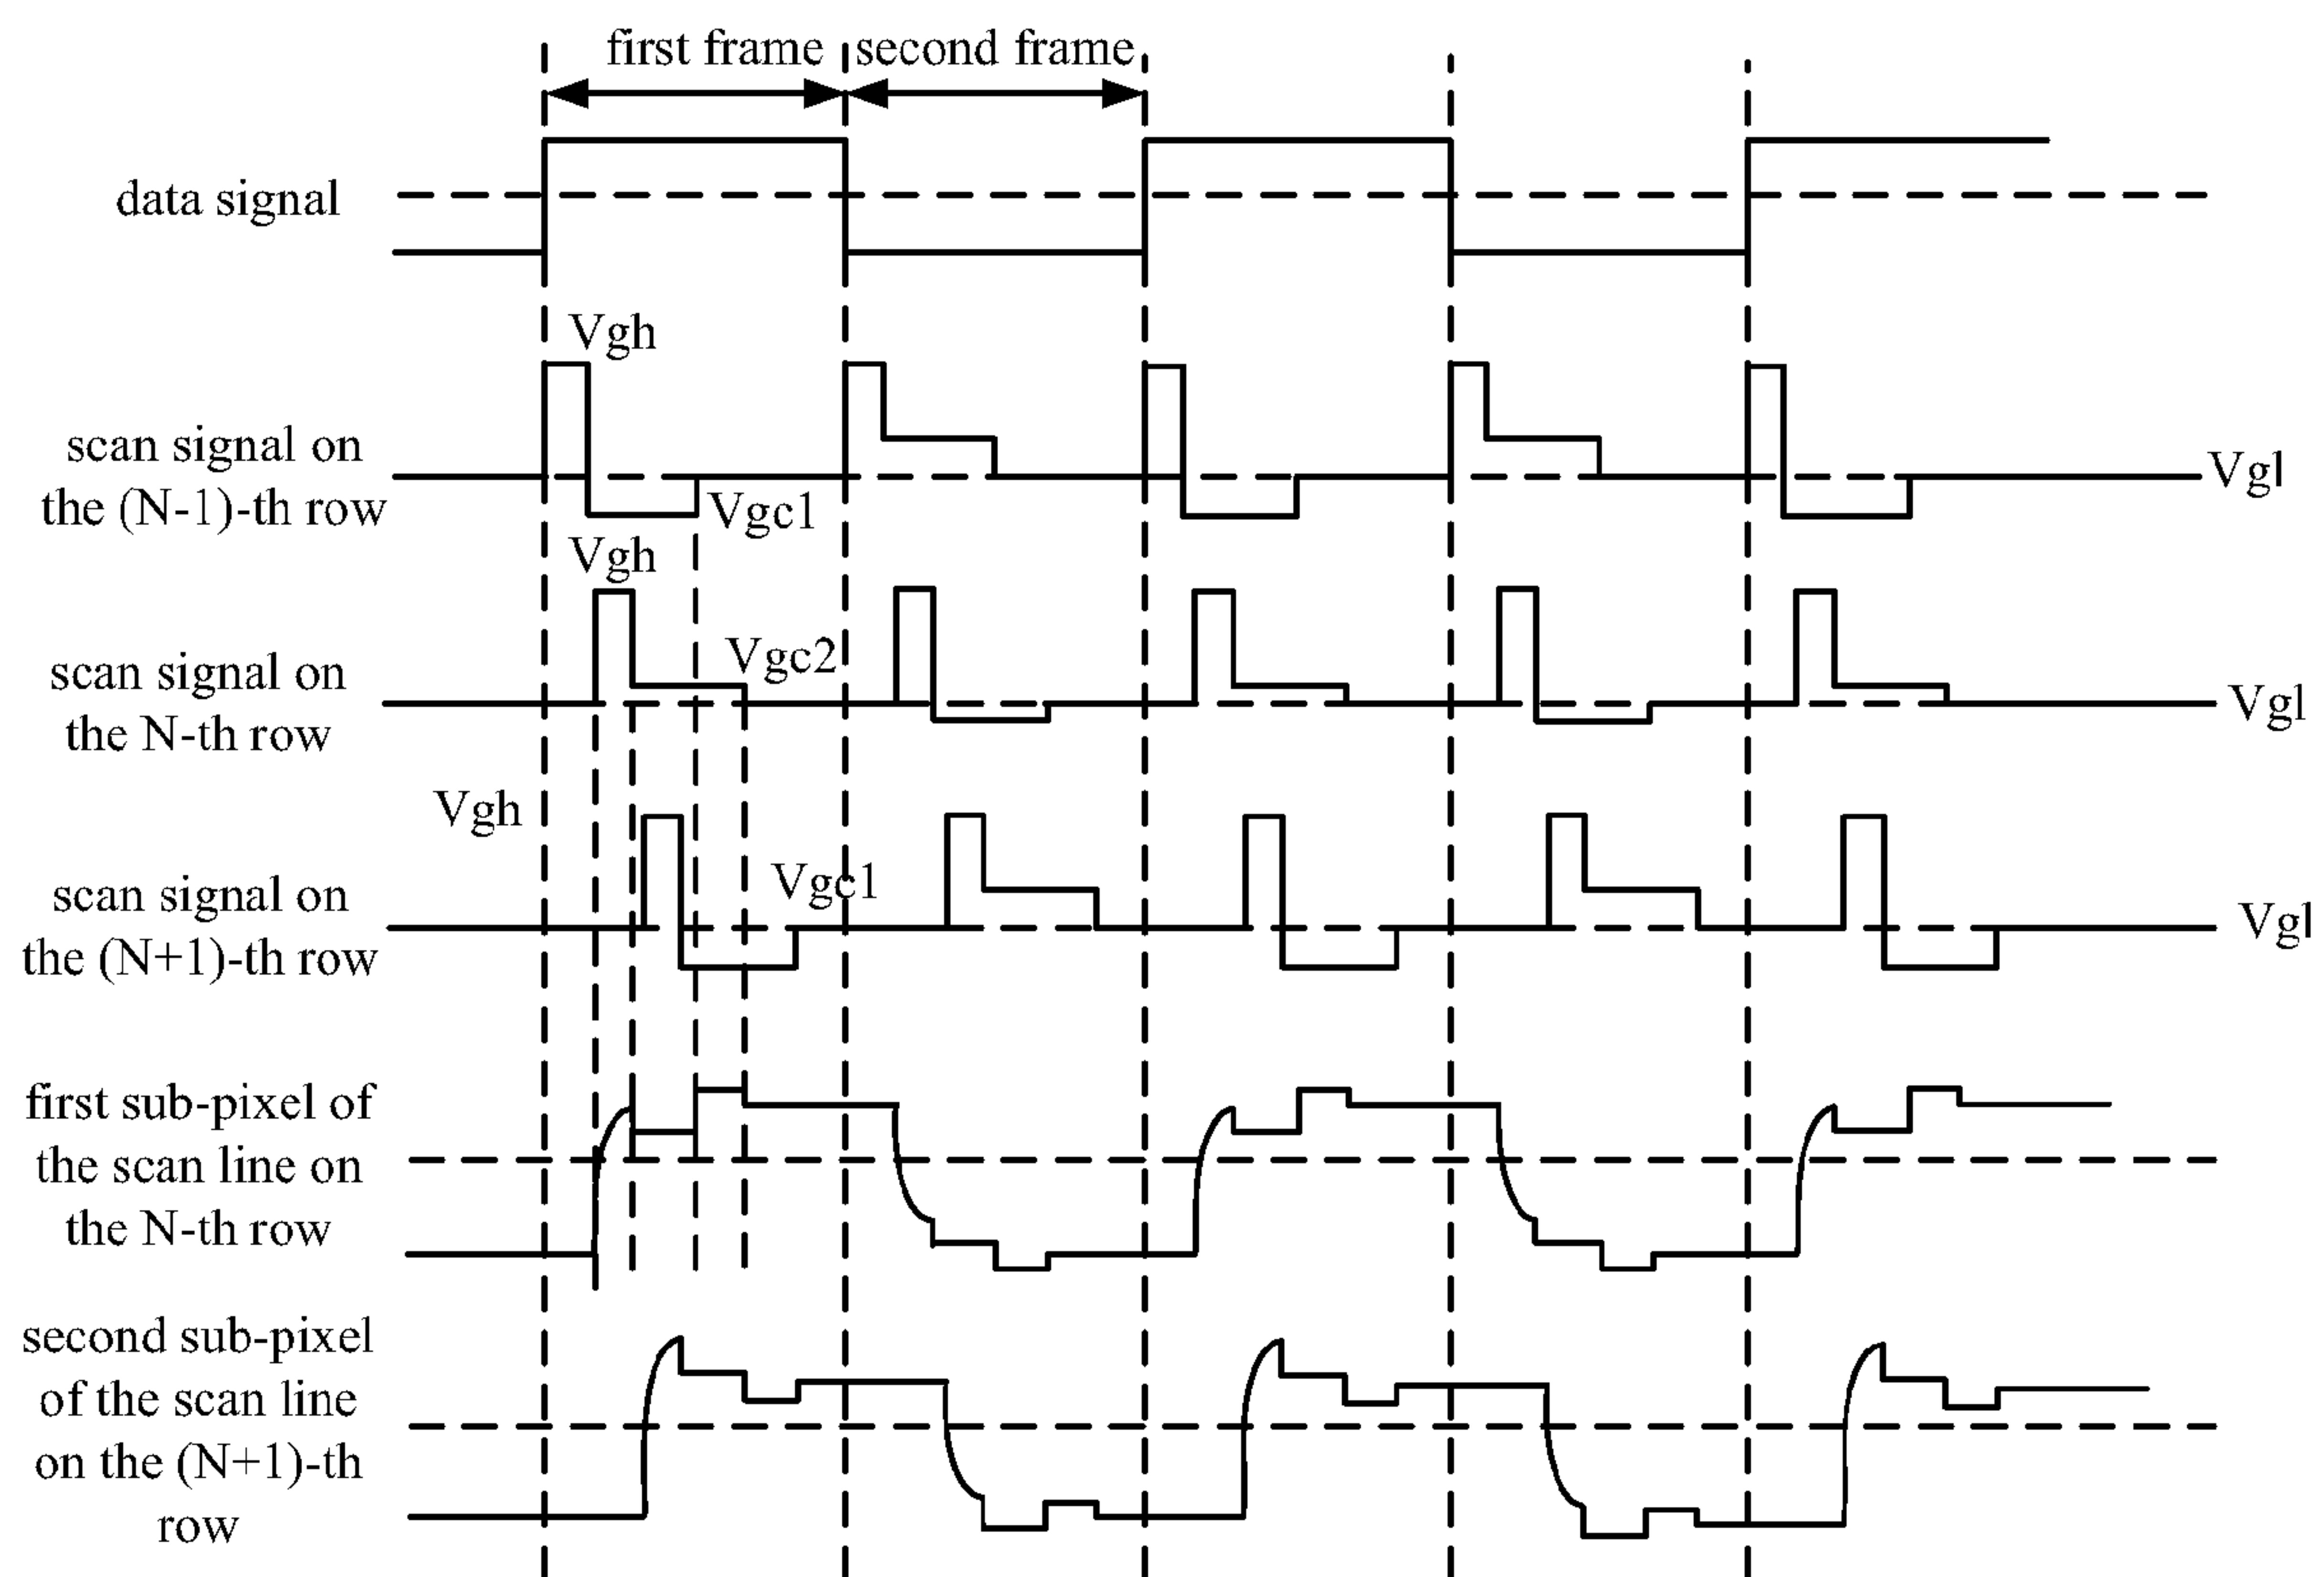 first frame
second frame
data signal
Vgh
scan signal on
the (N-1)-th row
Vgc1
Vgl
Vgh
scan signal on
the N-th row
Vgc2
Vgl
Vgh
scan signal on
the (N+1)-th row
Vgc1
Vgl
first sub-pixel of
the scan line on
the N-th row
second sub-pixel
of the scan line
on the (N+1)-th
row